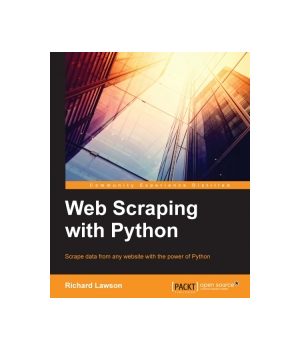 Community Experience Distilled
Web Scraping
with Python
Scrape data from any website with the power of Python
Richard Lawson
[PACKT] open source